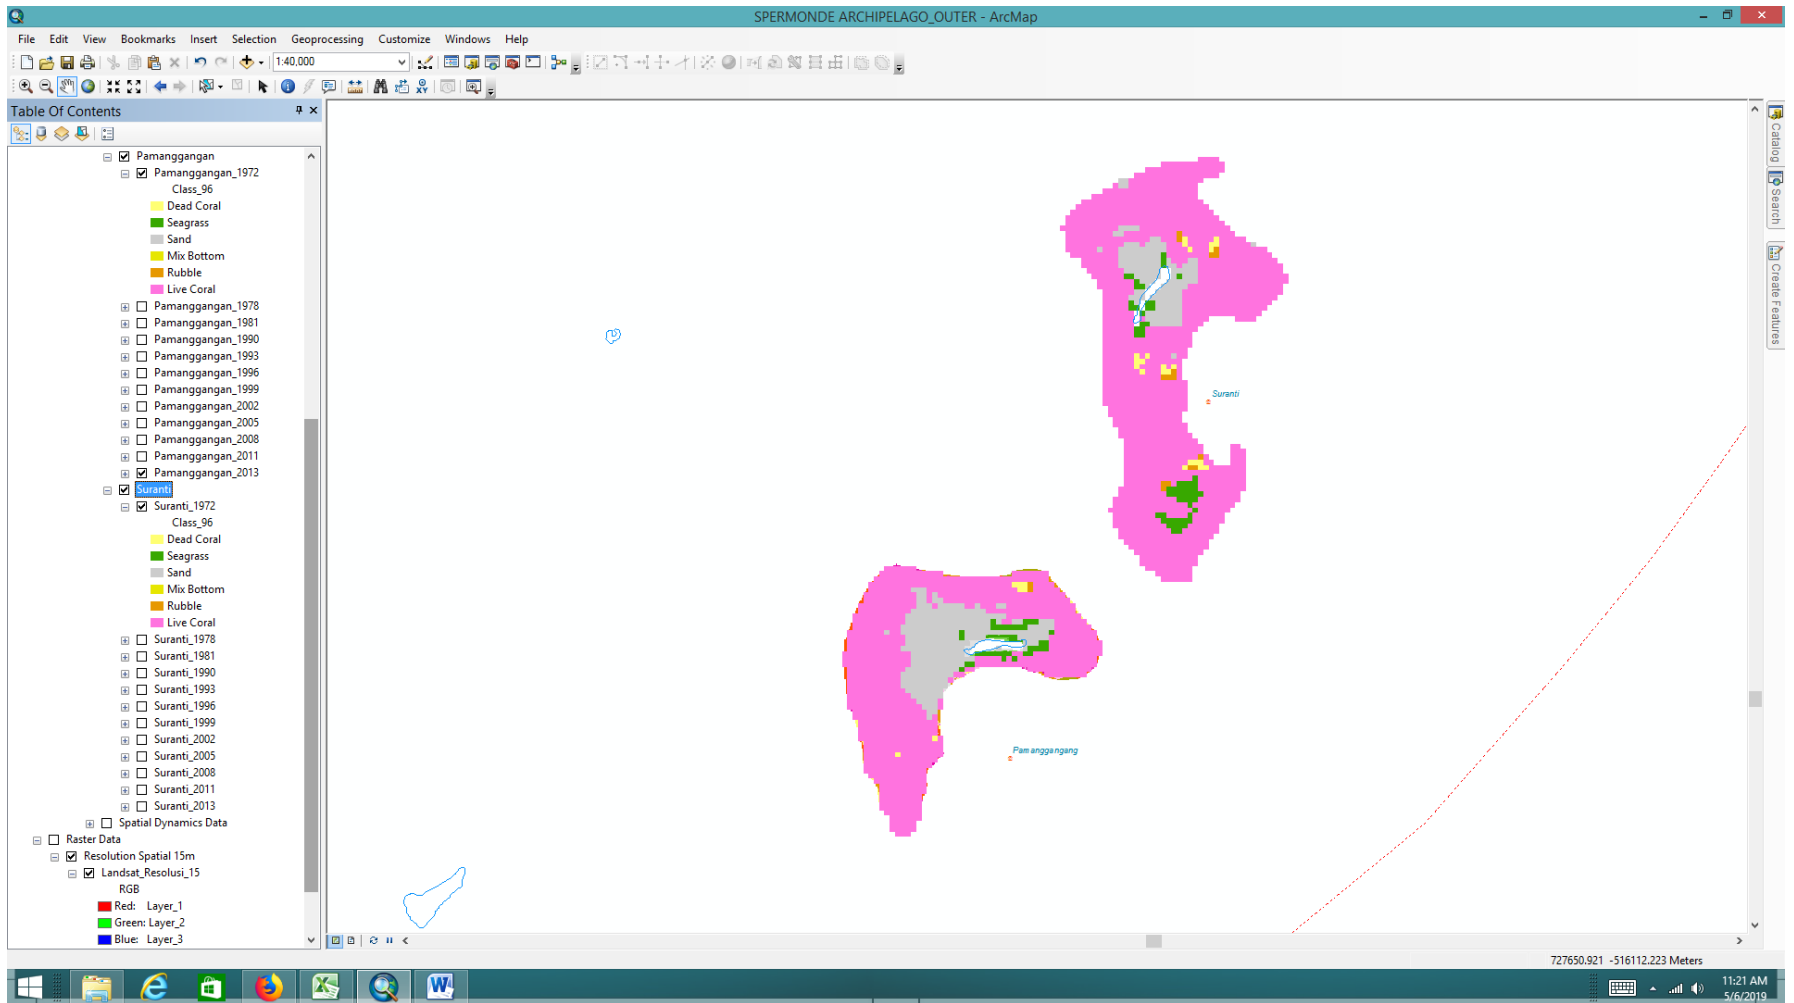 SPERMONDE ARCHIPELAGO_OUTER - ArcMap
File Edit View Bookmarks Insert Selection Geoprocessing Customize Windows Help
1:40,000
Table Of Contents
Pamanggangan
Pamanggangan_1972
Class_96
Dead Coral
Seagrass
Sand
Mix Bottom
Rubble
Live Coral
Pamanggangan_1978
Pamanggangan_1981
Pamanggangan_1990
Pamanggangan_1993
Pamanggangan_1996
Pamanggangan_1999
Pamanggangan_2002
Pamanggangan_2005
Pamanggangan_2008
Pamanggangan_2011
Pamanggangan_2013
Suranti
Suranti_1972
Class_96
Dead Coral
Seagrass
Sand
Mix Bottom
Rubble
Live Coral
Suranti_1978
Suranti_1981
Suranti_1990
Suranti_1993
Suranti_1996
Suranti_1999
Suranti_2002
Suranti_2005
Suranti_2008
Suranti_2011
Suranti_2013
Spatial Dynamics Data
Raster Data
Resolution Spatial 15m
Landsat_Resolusi_15
RGB
Red: Layer_1
Green: Layer_2
Blue: Layer_3
Suranti
Pamanggangang
Catalog
Search
Create Features
727650.921 -516112.223 Meters
11:21 AM
5/6/2019